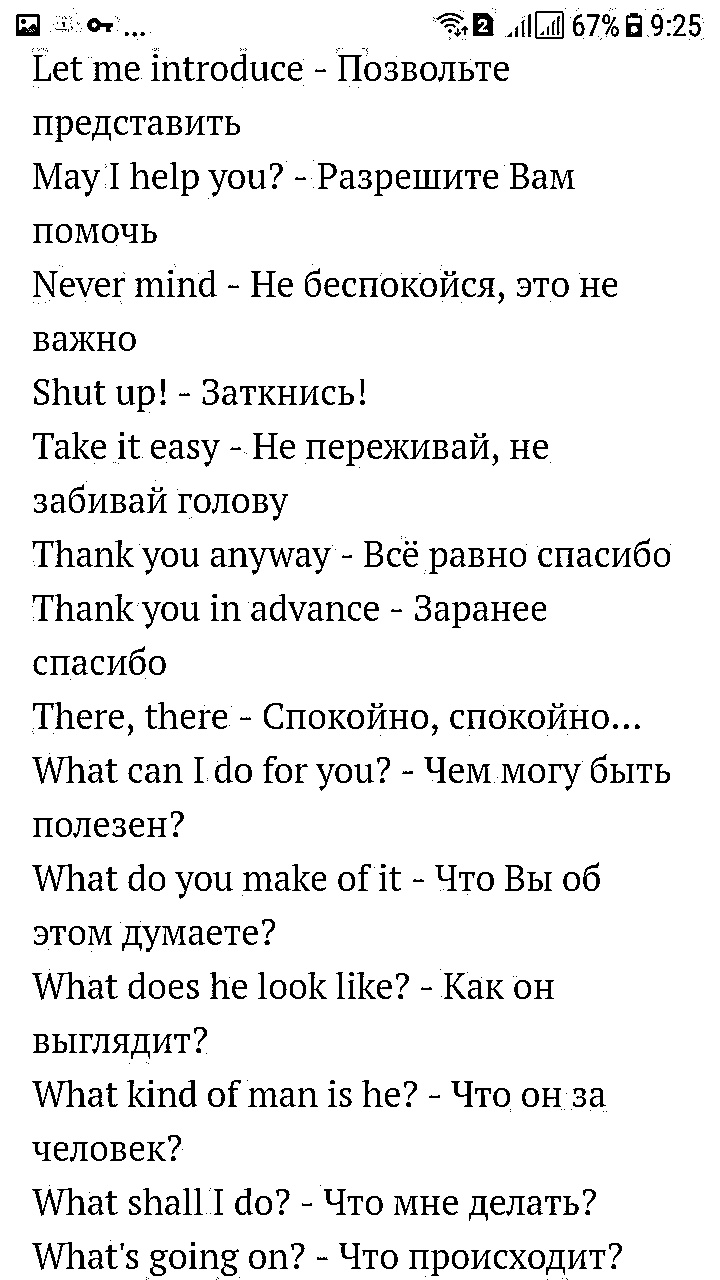 ... 2 67% 9:25
Let me introduce - Позвольте
представить
May I help you? - Разрешите Вам
помочь
Never mind - Не беспокойся, это не
важно
Shut up! - Заткнись!
Take it easy - Не переживай, не
забивай голову
Thank you anyway - Всё равно спасибо
Thank you in advance - Заранее
спасибо
There, there - Спокойно, спокойно...
What can I do for you? - Чем могу быть
полезен?
What do you make of it - Что Вы об
этом думаете?
What does he look like? - Как он
выглядит?
What kind of man is he? - Что он за
человек?
What shall I do? - Что мне делать?
What's going on? - Что происходит?